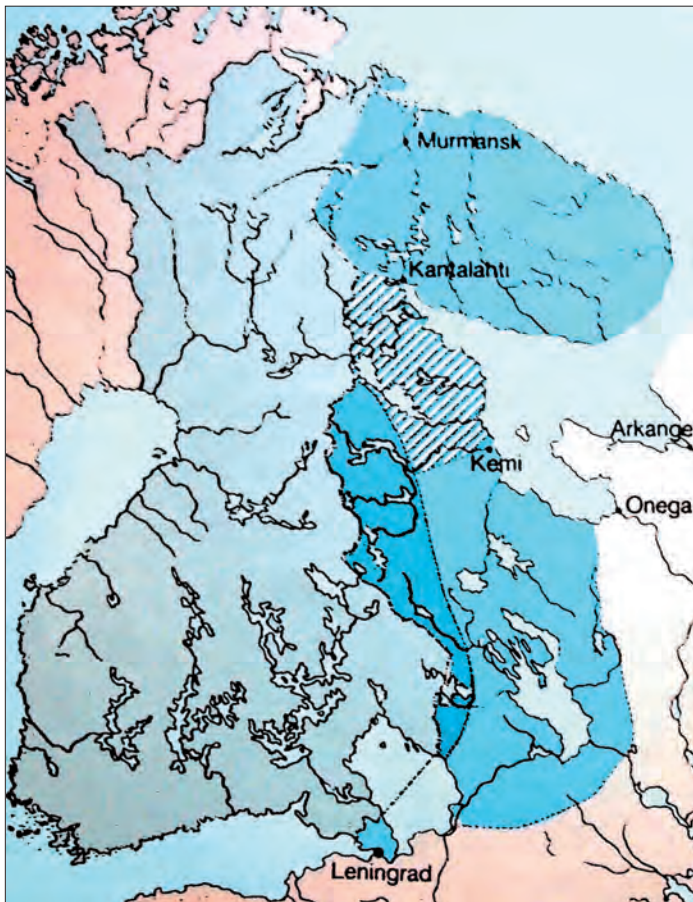 Murmansk
Kantalahti
Arkange
Kemi
Onega
Leningrad